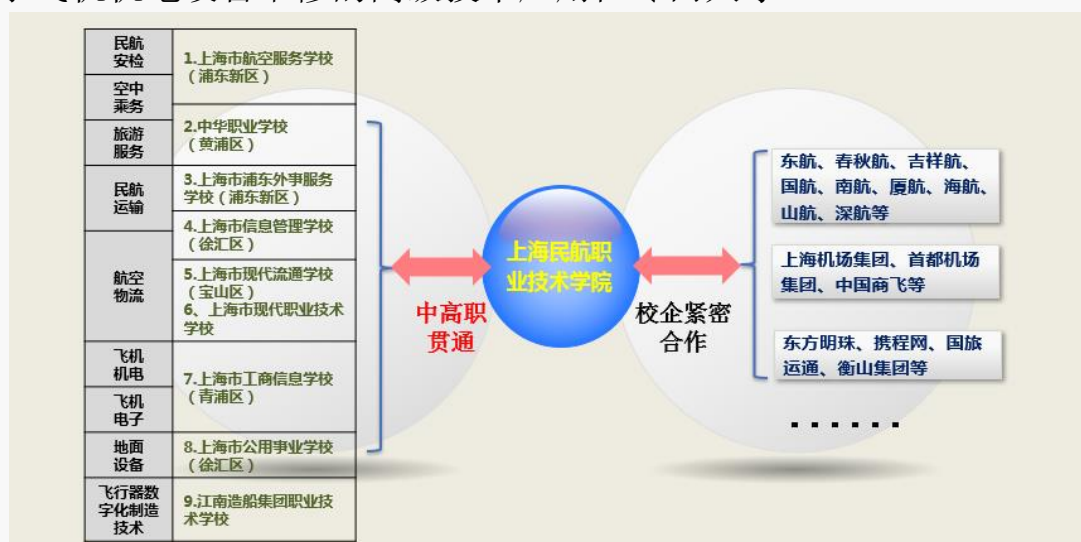 民航
安检
1.上海市航空服务学校
（浦东新区）
空中
乘务
旅游
服务
2.中华职业学校
（黄浦区）
民航
运输
3.上海市浦东外事服务
学校（浦东新区）
4.上海市信息管理学校
（徐汇区）
航空
物流
5.上海市现代流通学校
（宝山区）
6、上海市现代职业技术
学校
飞机
机电
飞机
电子
7.上海市工商信息学校
（青浦区）
地面
设备
8.上海市公用事业学校
（徐汇区）
飞行器数
字化制造
技术
9.江南造船集团职业技
术学校
中高职
贯通
上海民航职
业技术学院
校企紧密
合作
东航、春秋航、吉祥航、
国航、南航、厦航、海航、
山航、深航等
上海机场集团、首都机场
集团、中国商飞等
东方明珠、携程网、国旅
运通、衡山集团等
......